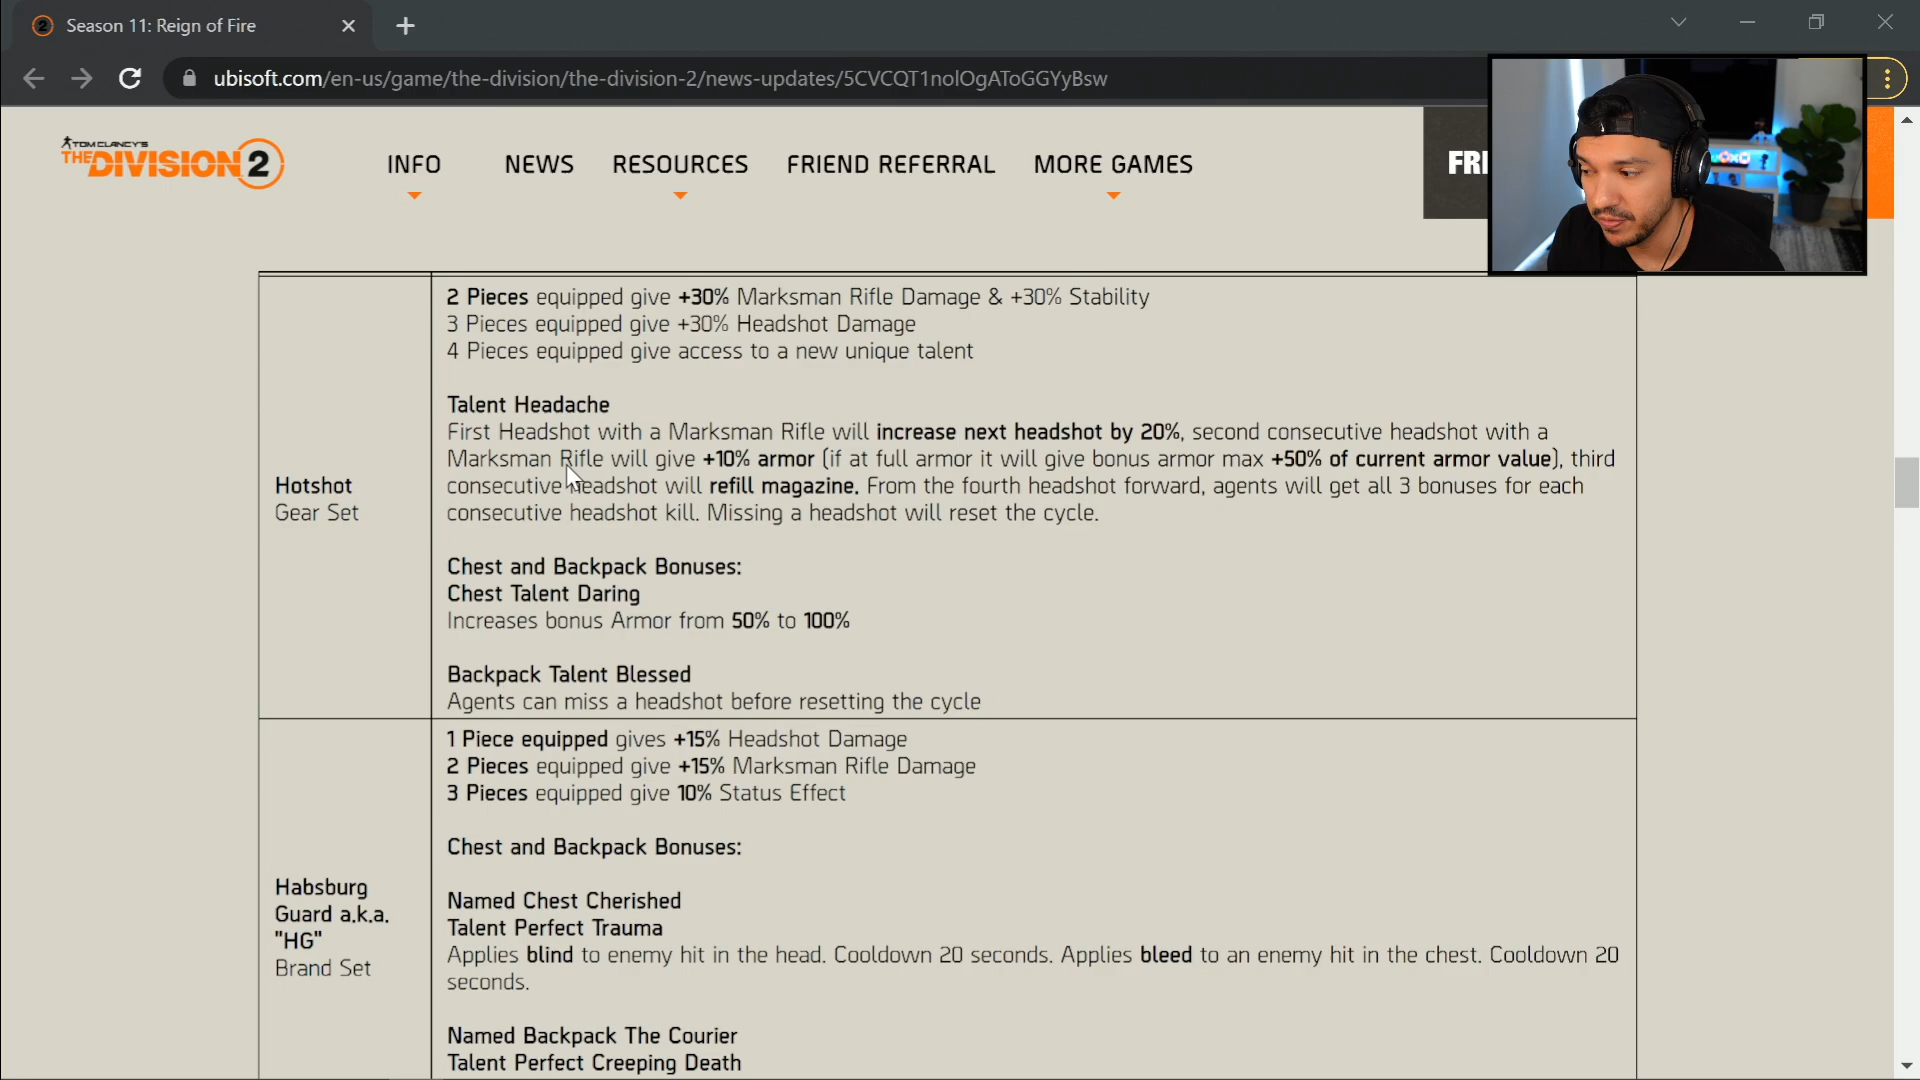 Season 11: Reign of Fire
ubisoft.com/en-us/game/the-division/the-division-2/news-updates/5CVCQT1nolOgAToGGYyBsw
TOM CLANCY'S
THE DIVISION 2
INFO NEWS RESOURCES FRIEND REFERRAL MORE GAMES
FRI
2 Pieces equipped give +30% Marksman Rifle Damage & +30% Stability
3 Pieces equipped give +30% Headshot Damage
4 Pieces equipped give access to a new unique talent
Talent Headache
First Headshot with a Marksman Rifle will increase next headshot by 20%, second consecutive headshot with a
Marksman Rifle will give +10% armor (if at full armor it will give bonus armor max +50% of current armor value), third
consecutive headshot will refill magazine. From the fourth headshot forward, agents will get all 3 bonuses for each
consecutive headshot kill. Missing a headshot will reset the cycle.
Hotshot
Gear Set
Chest and Backpack Bonuses:
Chest Talent Daring
Increases bonus Armor from 50% to 100%
Backpack Talent Blessed
Agents can miss a headshot before resetting the cycle
1 Piece equipped gives +15% Headshot Damage
2 Pieces equipped give +15% Marksman Rifle Damage
3 Pieces equipped give 10% Status Effect
Chest and Backpack Bonuses:
Habsburg
Guard a.k.a.
"HG"
Brand Set
Named Chest Cherished
Talent Perfect Trauma
Applies blind to enemy hit in the head. Cooldown 20 seconds. Applies bleed to an enemy hit in the chest. Cooldown 20
seconds.
Named Backpack The Courier
Talent Perfect Creeping Death